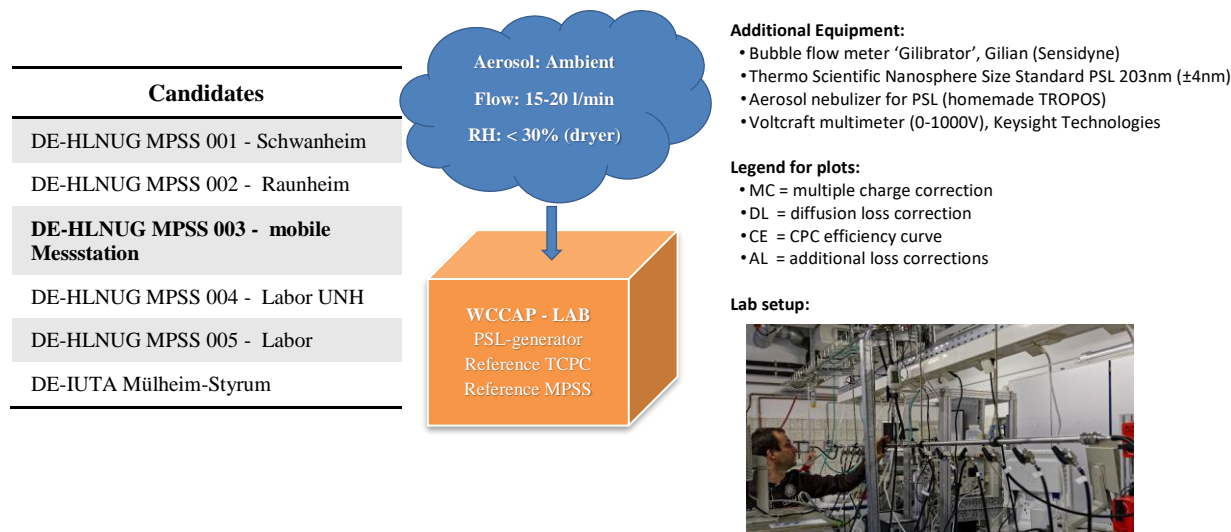 Candidates
DE-HLNUG MPSS 001 - Schwanheim
DE-HLNUG MPSS 002 - Raunheim
DE-HLNUG MPSS 003 - mobile
Messstation
DE-HLNUG MPSS 004 - Labor UNH
DE-HLNUG MPSS 005 - Labor
DE-IUTA Mülheim-Styrum
Aerosol: Ambient
Flow: 15-20 l/min
RH: < 30% (dryer)
WCCAP - LAB
PSL-generator
Reference TCPC
Reference MPSS
Additional Equipment:
• Bubble flow meter ‘Gilibrator’, Gilian (Sensidyne)
• Thermo Scientific Nanosphere Size Standard PSL 203nm (±4nm)
• Aerosol nebulizer for PSL (homemade TROPOS)
• Voltcraft multimeter (0-1000V), Keysight Technologies
Legend for plots:
• MC = multiple charge correction
• DL = diffusion loss correction
• CE = CPC efficiency curve
• AL = additional loss corrections
Lab setup: